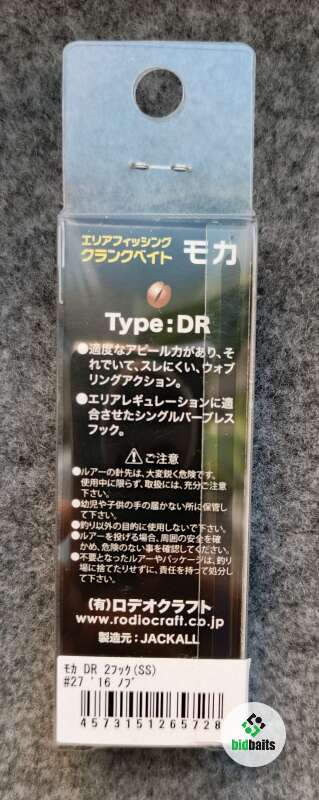 エリアフィッシング
クランクベイト モカ
Type:DR
●適度なアピール力があり、そ
れでいて、スレにくい、ウォブ
リングアクション。
●エリアレギュレーションに適
合させたシングルバーブレス
フック。
⚠ご注意
●ルアーの針先は、大変鋭く危険です。
使用中に限らず、取扱には、充分ご注意
下さい。
●幼児や子供の手の届かない所に保管し
て下さい。
●釣り以外の目的に使用しないで下さい。
●ルアーを投げる場合、周囲の安全を確
かめ、危険のない事を確認してください。
●不要となったルアーやパッケージは、釣り
場に捨てたりせずに、責任を持って処分し
て下さい。
(有)ロデオクラフト
www.rodiocraft.co.jp
製造元:JACKALL
ﾓｶ DR 2ﾌｯｸ(SS)
#27 '16 ﾉﾌﾞ
4573151265728
bidbaits